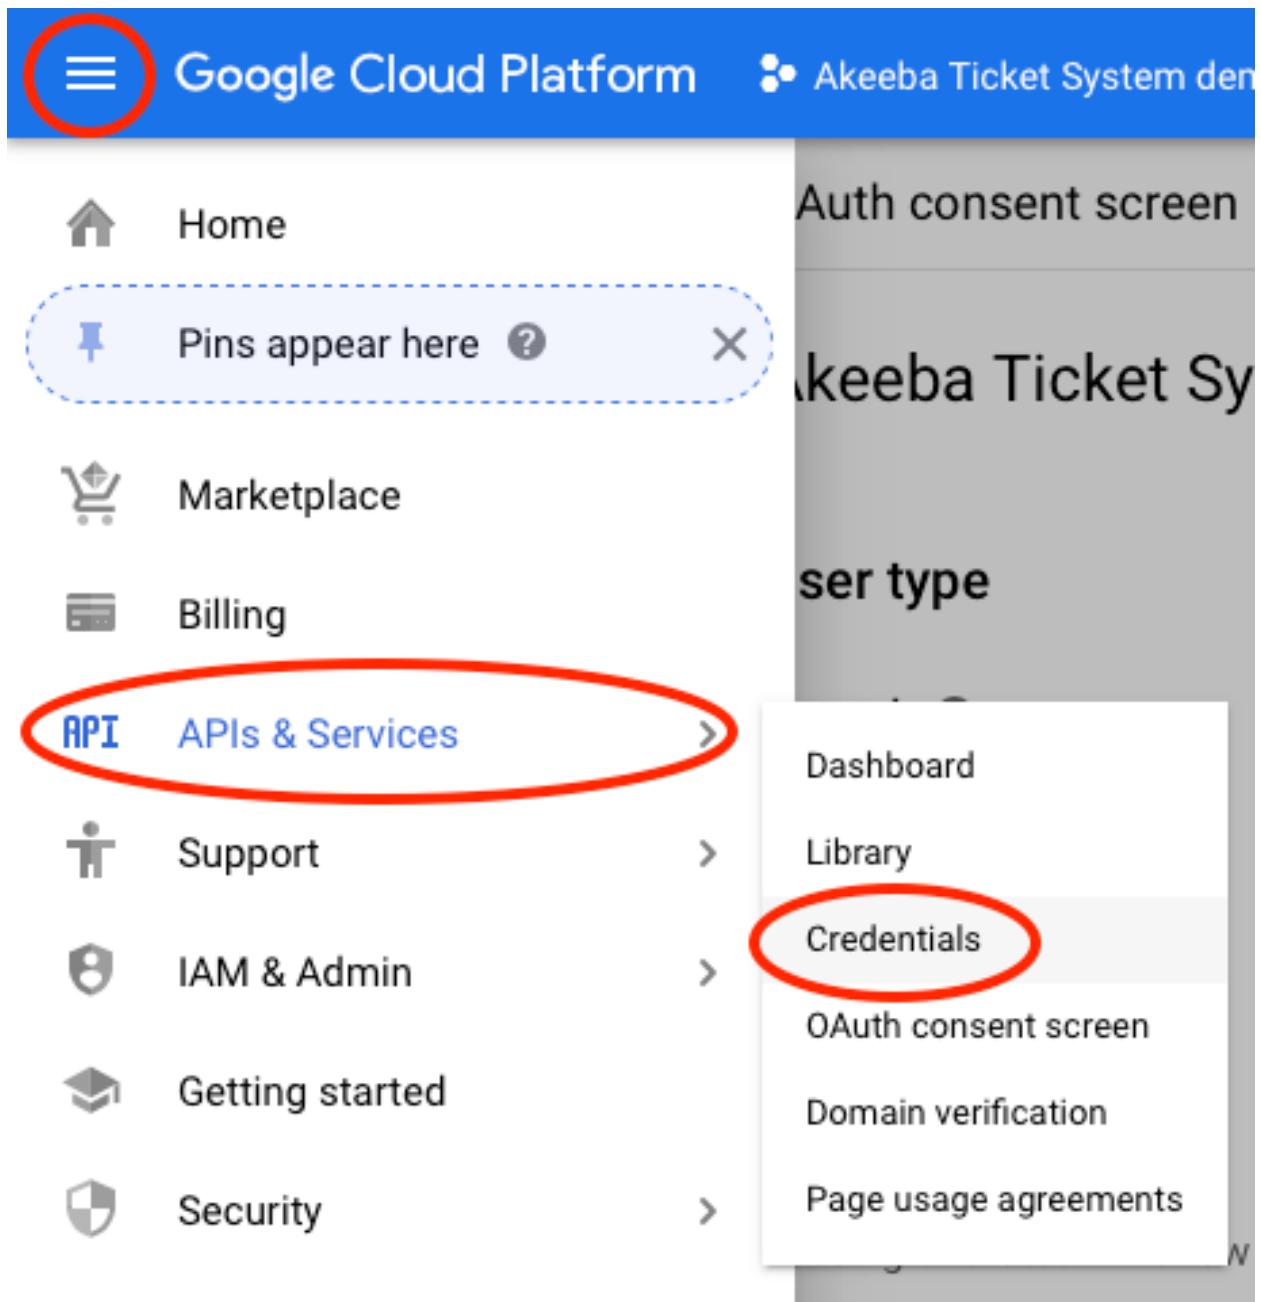 Google Cloud Platform
Akeeba Ticket System
Auth consent screen
Home
Pins appear here ?
keeba Ticket Sy
Marketplace
ser type
Billing
API APIs & Services
Dashboard
Support
Library
Credentials
IAM & Admin
OAuth consent screen
Getting started
Domain verification
Security
Page usage agreements